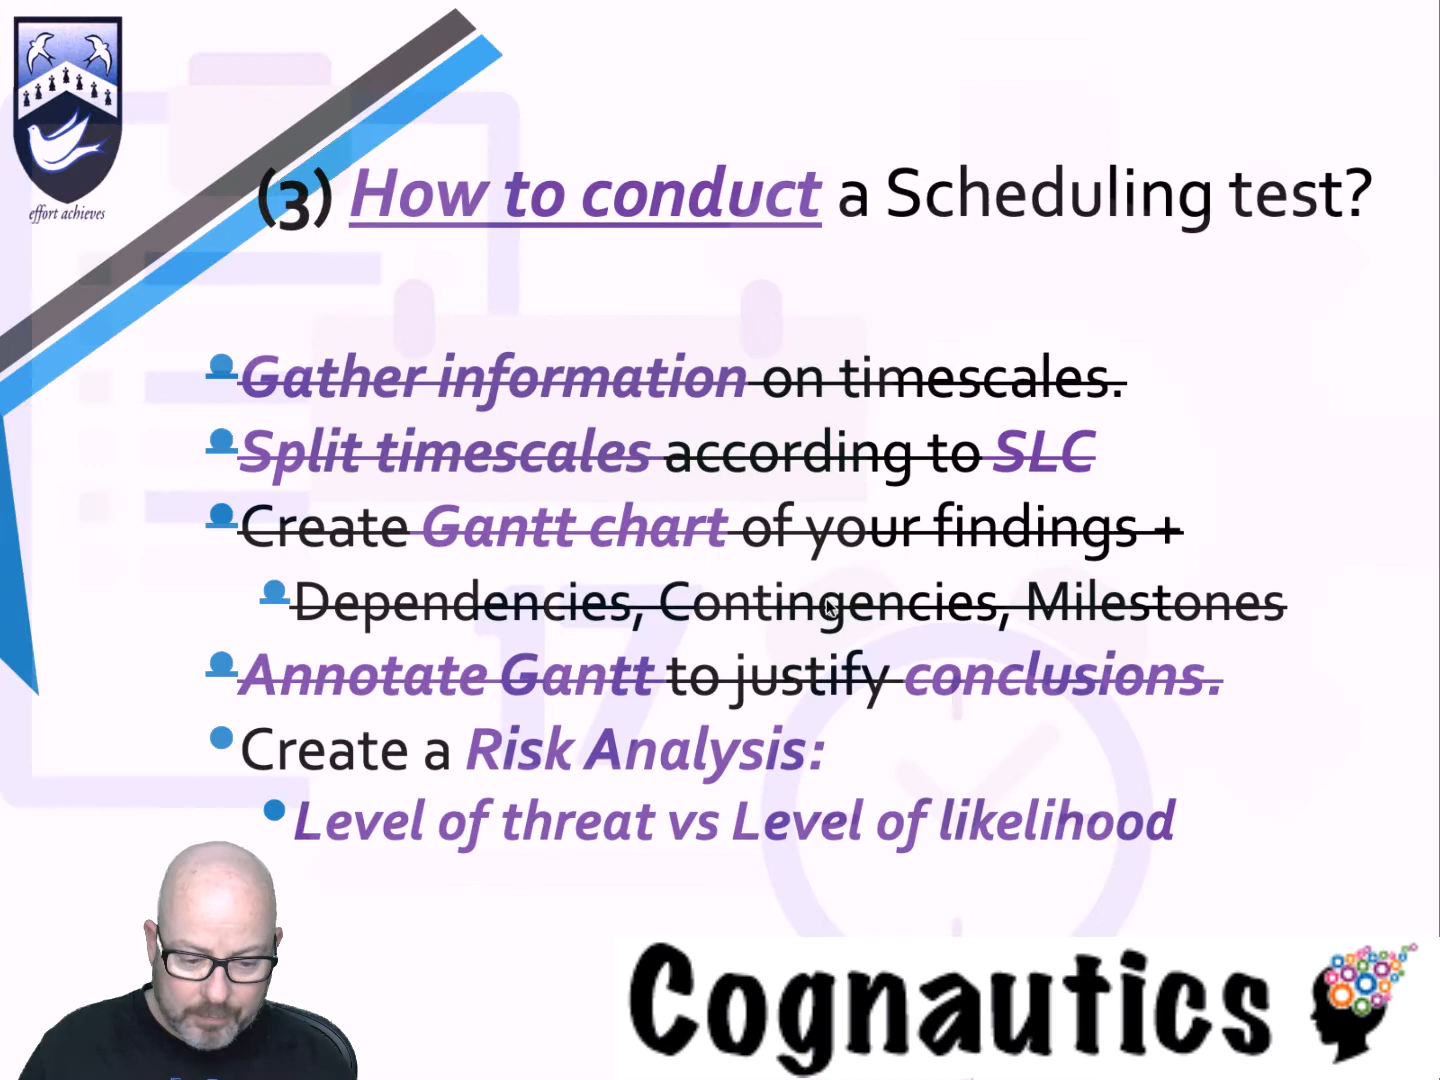 effort achieves
(3) How to conduct a Scheduling test?
Gather information on timescales.
Split timescales according to SLC
Create Gantt chart of your findings +
Dependencies, Contingencies, Milestones
Annotate Gantt to justify conclusions.
Create a Risk Analysis:
Level of threat vs Level of likelihood
17
Cognautics